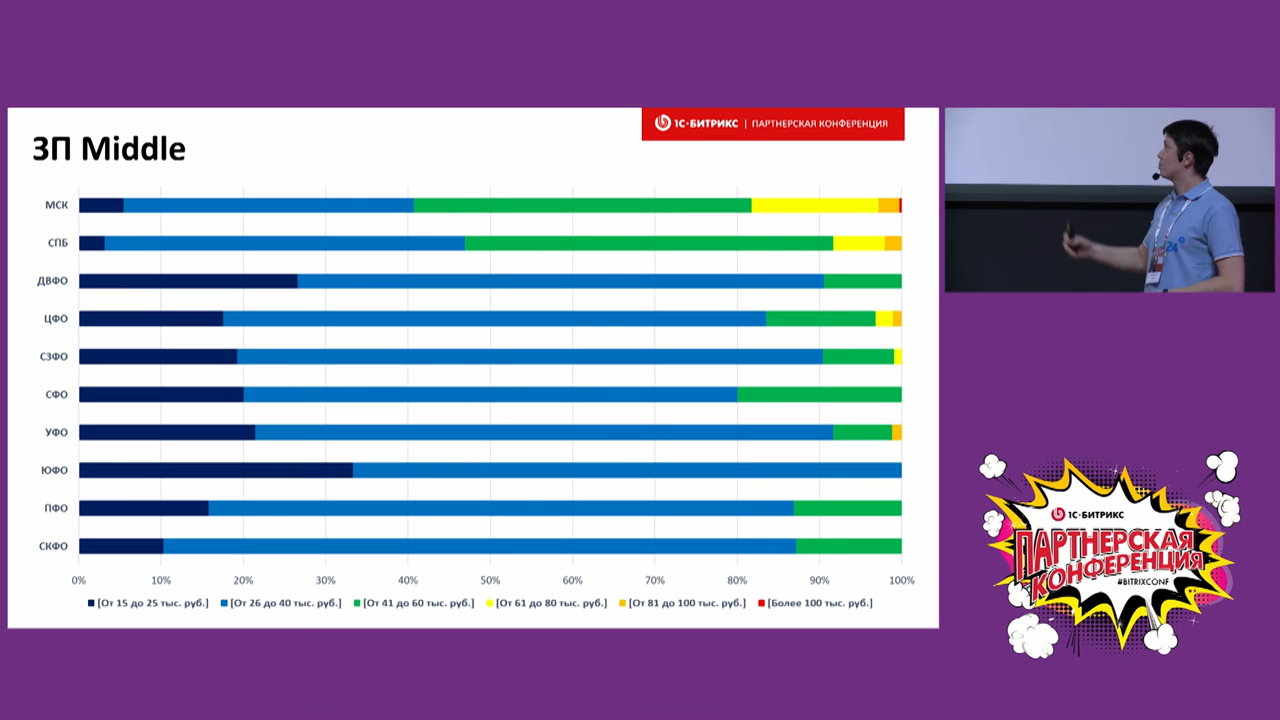 ЗП Middle
1С·БИТРИКС | ПАРТНЕРСКАЯ КОНФЕРЕНЦИЯ
МСК
СПБ
ДВФО
ЦФО
СЗФО
СФО
УФО
ЮФО
ПФО
СКФО
0% 10% 20% 30% 40% 50% 60% 70% 80% 90% 100%
[От 15 до 25 тыс. руб.] [От 26 до 40 тыс. руб.] [От 41 до 60 тыс. руб.] [От 61 до 80 тыс. руб.] [От 81 до 100 тыс. руб.] [Более 100 тыс. руб.]
24
1С·БИТРИКС
ПАРТНЕРСКАЯ
КОНФЕРЕНЦИЯ
#BITRIXCONF